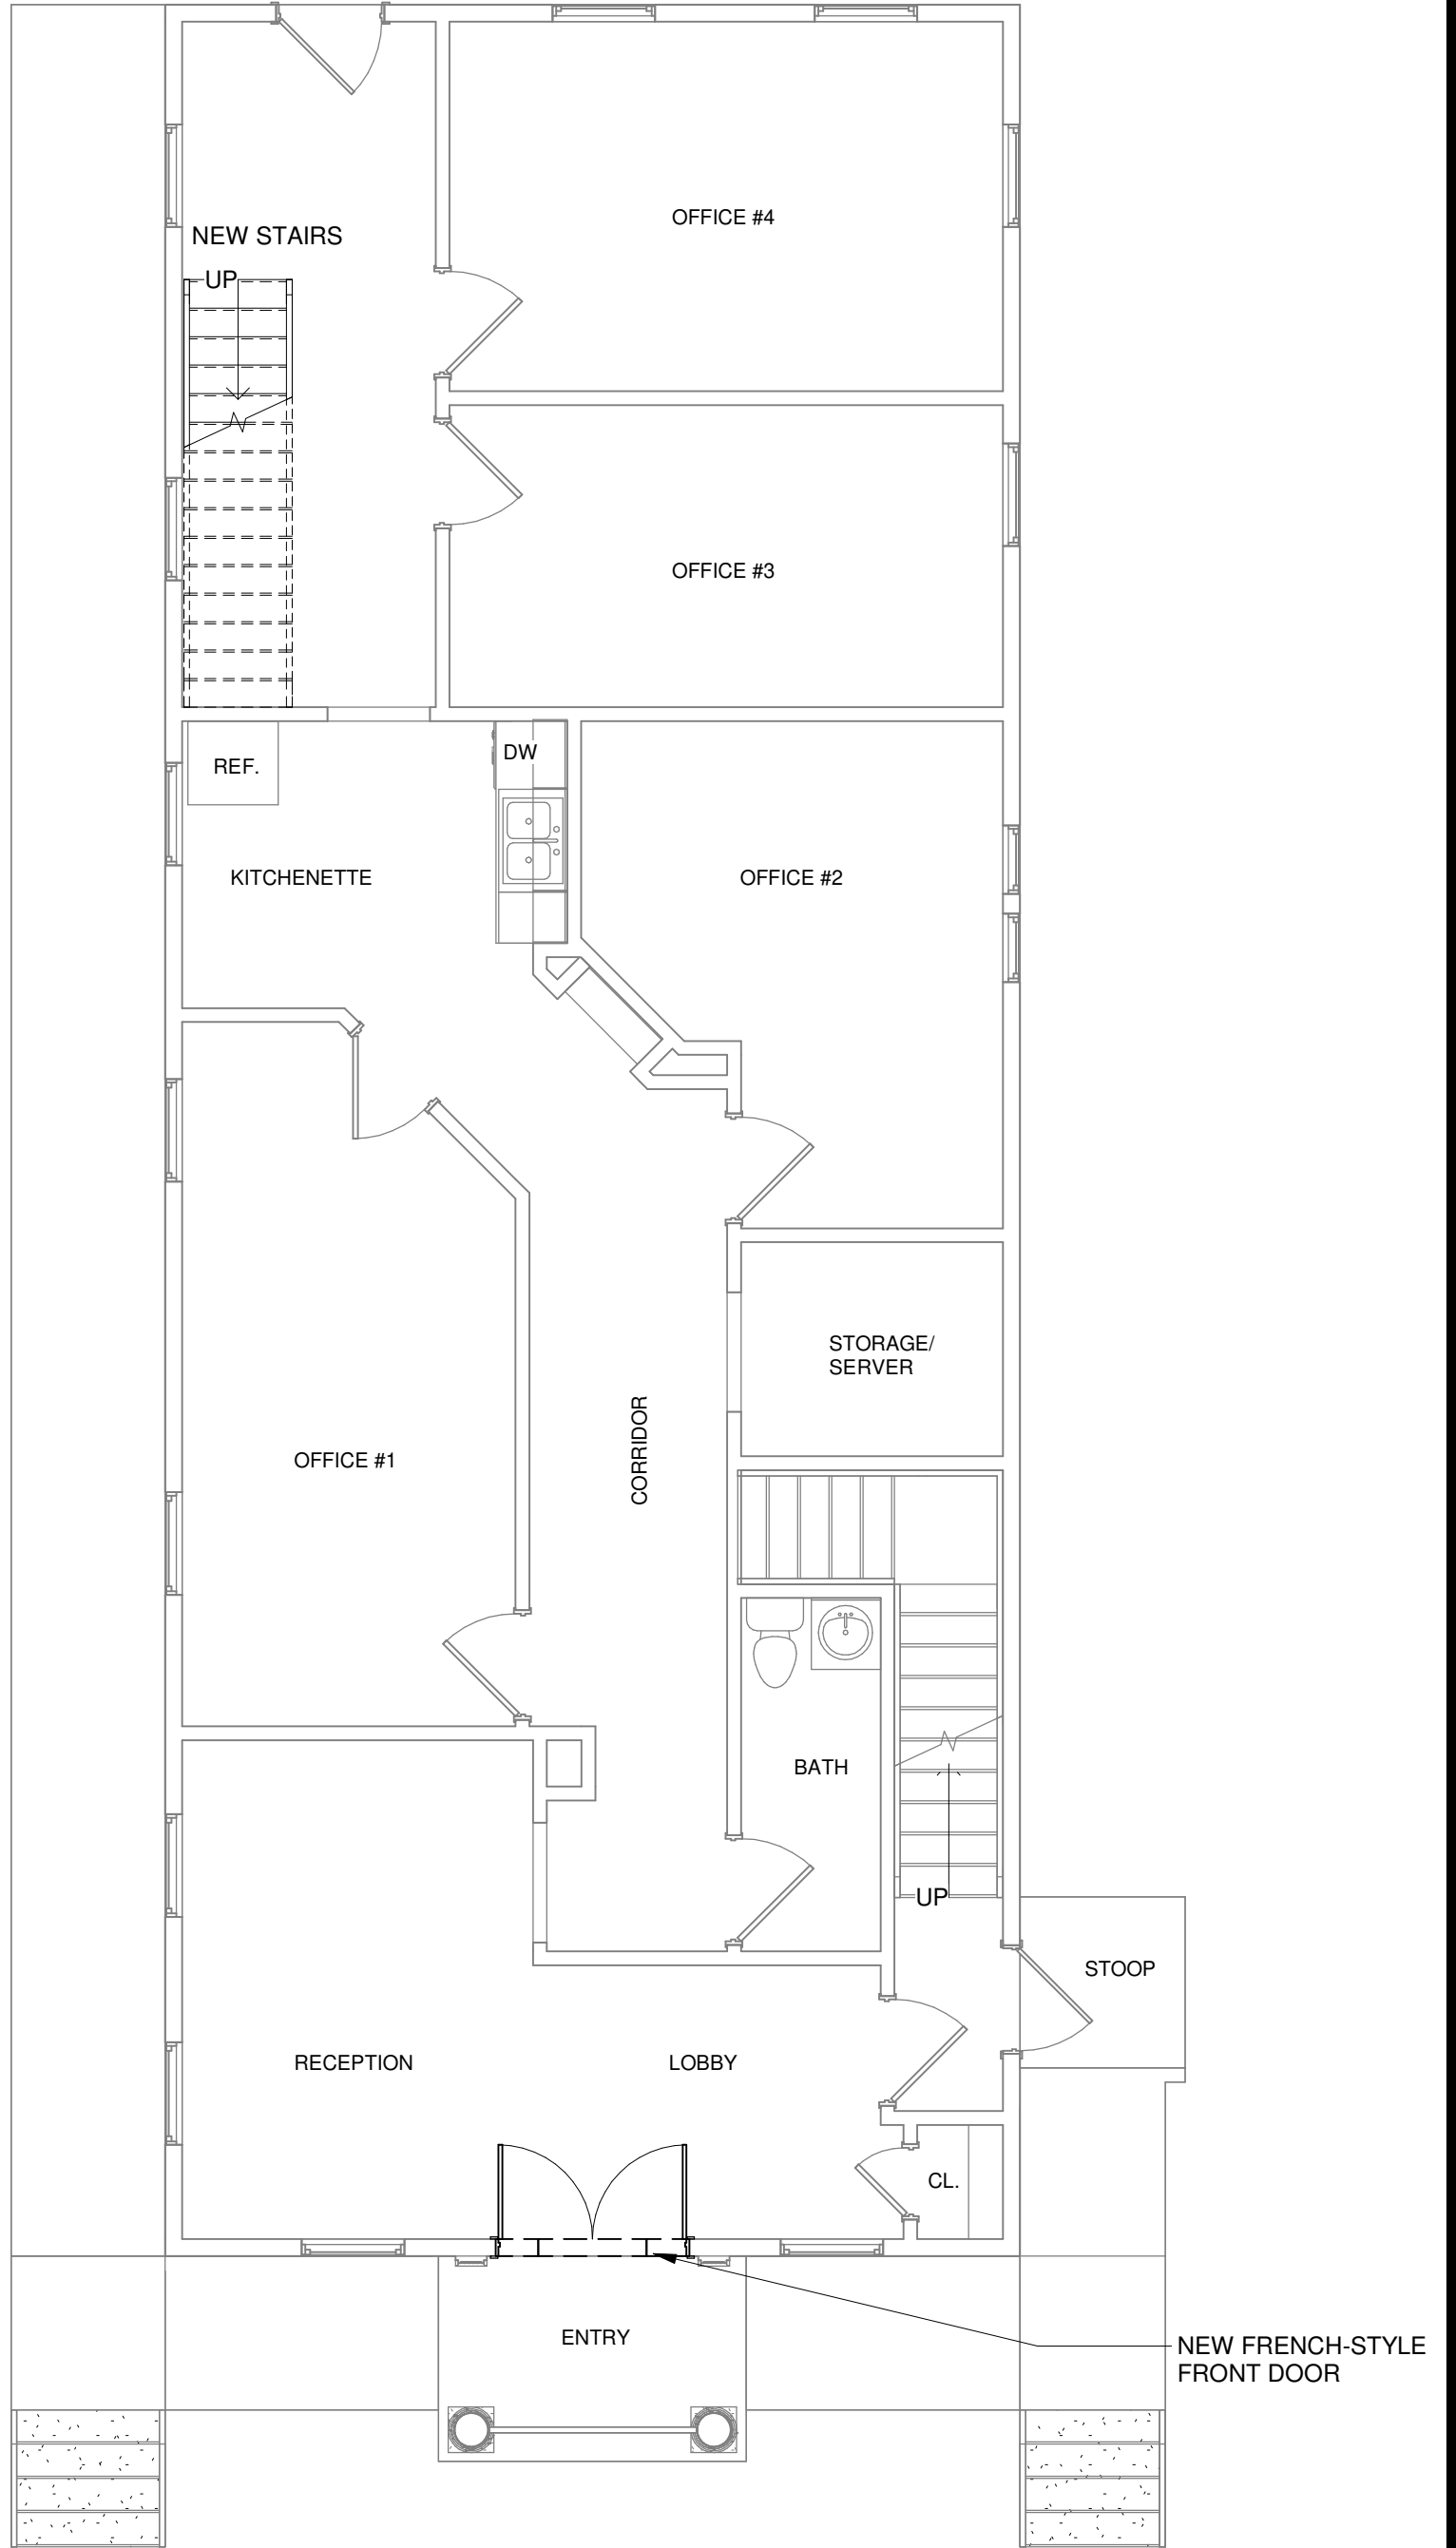 OFFICE #4
NEW STAIRS
UP
OFFICE #3
DW
REF.
KITCHENETTE
OFFICE #2
STORAGE/
SERVER
CORRIDOR
OFFICE #1
BATH
UP
STOOP
RECEPTION
LOBBY
CL.
ENTRY
NEW FRENCH-STYLE
FRONT DOOR